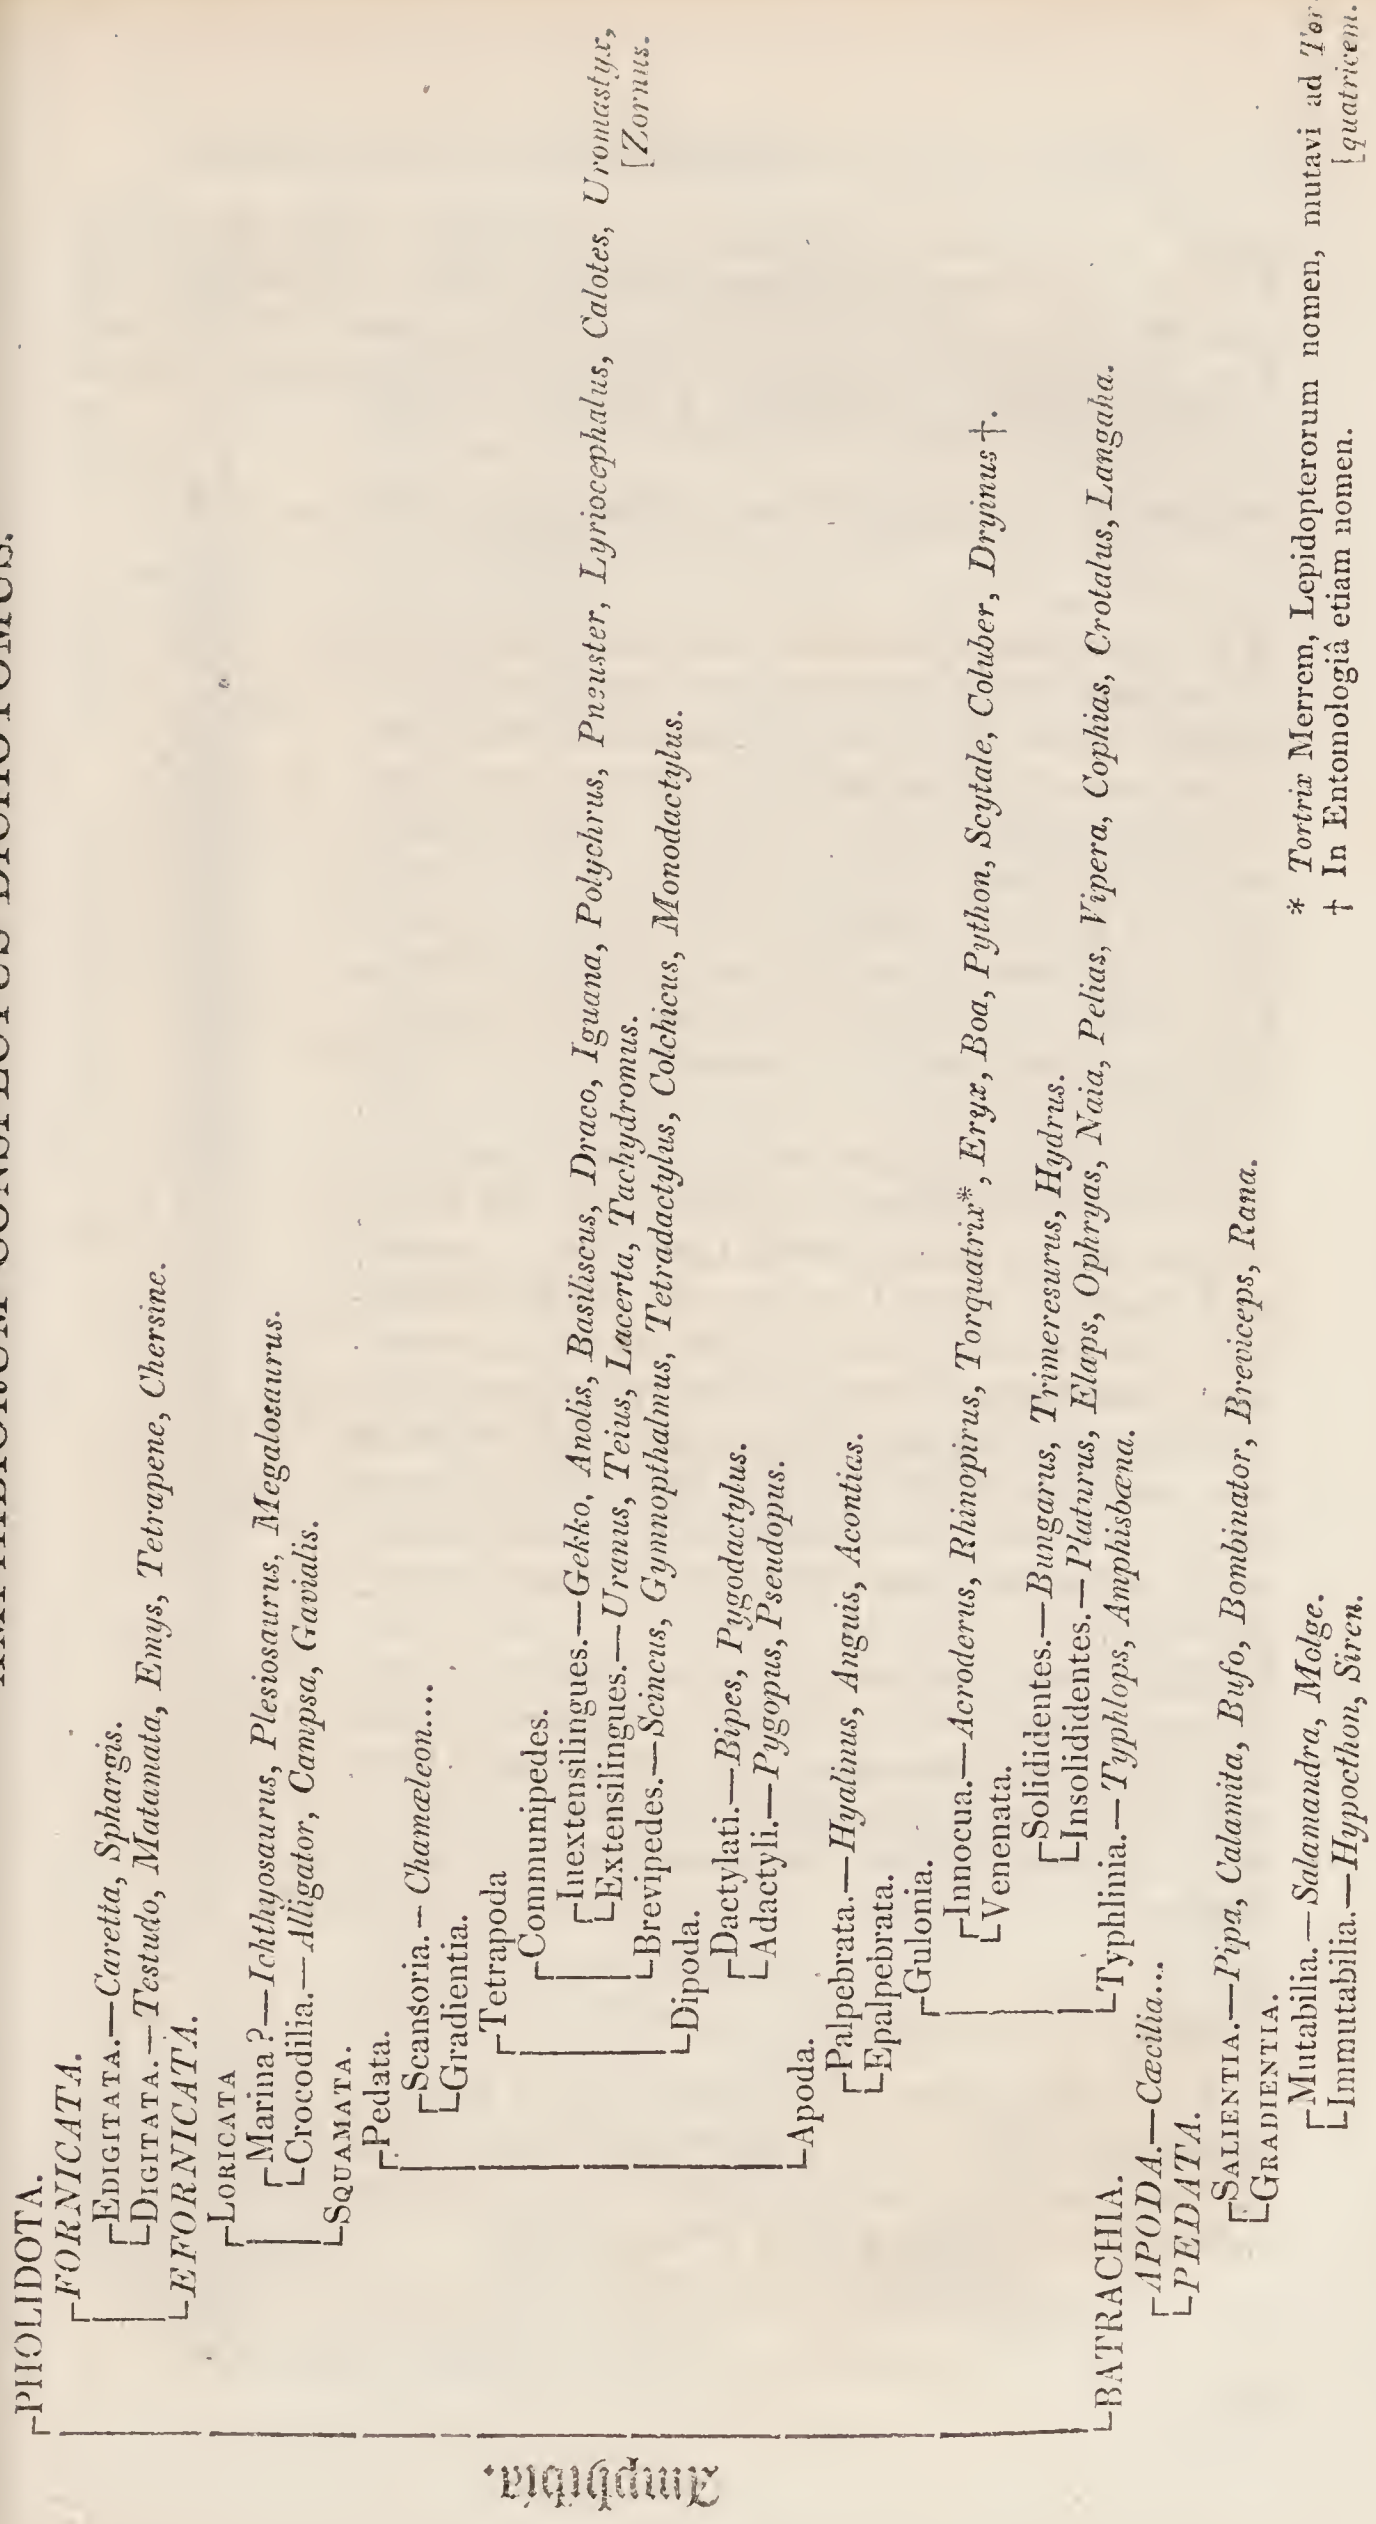 PHOLIDOTA.
FORNICATA.
EDIGITATA.—Caretta, Sphargis.
DIGITATA.—Testudo, Matamata, Emys, Tetrapene, Chersine.
EFORNICATA.
LORICATA
Marina?—Ichthyosaurus, Plesiosaurus, Megalosaurus.
Crocodilia.—Alligator, Campsa, Gavialis.
SQUAMATA.
Pedata.
Scansoria.—Chamæleon....
Gradientia.
Tetrapoda
Communipedes.
Inextensilingues.—Gekko, Anolis, Basiliscus, Draco, Iguana, Polychrus, Pneuster, Lyriocephalus, Calotes, Uromastyx,
[Zornus.
Extensilingues.—Uranus, Teius, Lacerta, Tachydromus.
Brevipedes.—Scincus, Gymnopthalmus, Tetradactylus, Colchicus, Monodactylus.
Dipoda.
Dactylati.—Bipes, Pygodactylus.
Adactyli.—Pygopus, Pseudopus.
Apoda.
Palpebrata.—Hyalinus, Anguis, Acontias.
Epalpebrata.
Gulonia.
Innocua.—Acroderus, Rhinopirus, Torquatrix*, Eryx, Boa, Python, Scytale, Coluber, Dryinus†.
Venenata.
Solididentes.—Bungarus, Trimeresurus, Hydrus.
Insolididentes.—Platurus, Elaps, Ophryas, Naia, Pelias, Vipera, Cophias, Crotalus, Langaha.
Typhlinia.—Typhlops, Amphisbæna.
BATRACHIA.
APODA.—Cæcilia...
PEDATA.
SALIENTIA.—Pipa, Calamita, Bufo, Bombinator, Breviceps, Rana.
GRADIENTIA.
Mutabilia.—Salamandra, Molge.
Immutabilia.—Hypocthon, Siren.
Amphibia.
* Tortrix Merrem, Lepidopterorum nomen, mutavi ad Tor-
[quatricem.
† In Entomologiâ etiam nomen.